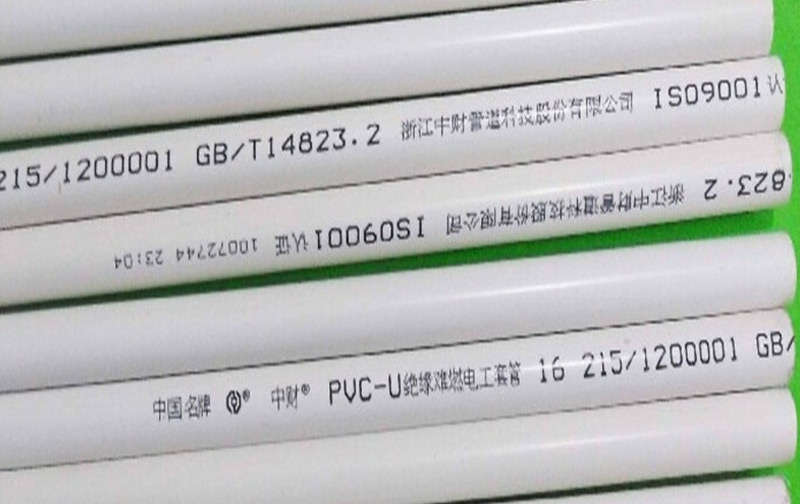 215/1200001 GB/T14823.2 浙江中财管道科技股份有限公司 ISO9001认
.823.2 浙江中财管道科技股份有限公司 ISO9001认证 10072744 23:04
中国名牌 ® 中财® PVC-U绝缘难燃电工套管 16 215/1200001 GB/